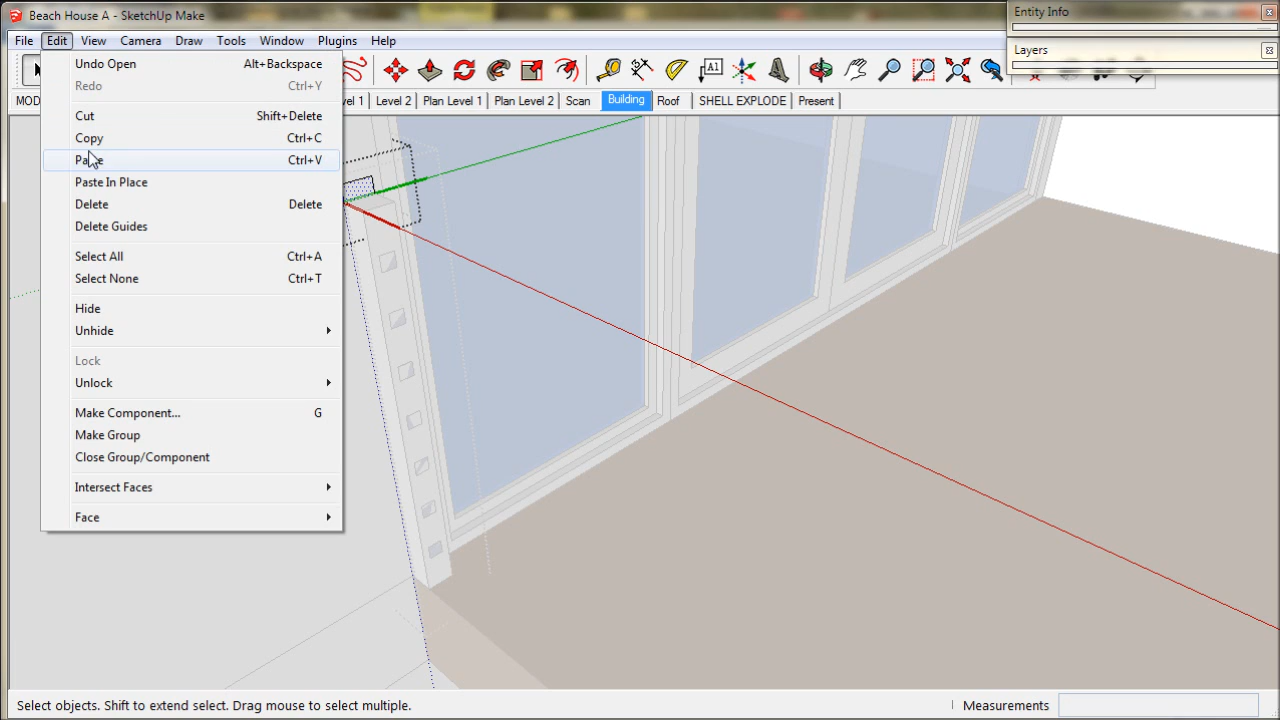 Beach House A - SketchUp Make
Entity Info
File Edit View Camera Draw Tools Window Plugins Help
Layers
Level 2 Plan Level 1 Plan Level 2 Scan Building Roof SHELL EXPLODE Present
Undo Open Alt+Backspace
Redo Ctrl+Y
Cut Shift+Delete
Copy Ctrl+C
Paste Ctrl+V
Paste In Place
Delete Delete
Delete Guides
Select All Ctrl+A
Select None Ctrl+T
Hide
Unhide
Lock
Unlock
Make Component... G
Make Group
Close Group/Component
Intersect Faces
Face
Select objects. Shift to extend select. Drag mouse to select multiple.
Measurements